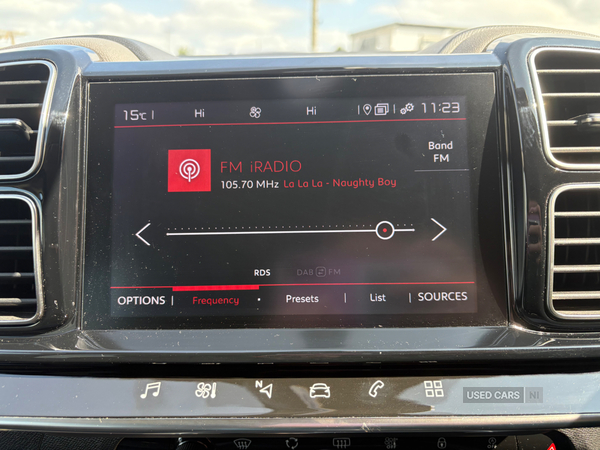 15℃ Hi Hi 11:23
Band
FM
FM iRADIO
105.70 MHz La La La - Naughty Boy
RDS DAB FM
OPTIONS Frequency Presets List SOURCES
N
USED CARS NI